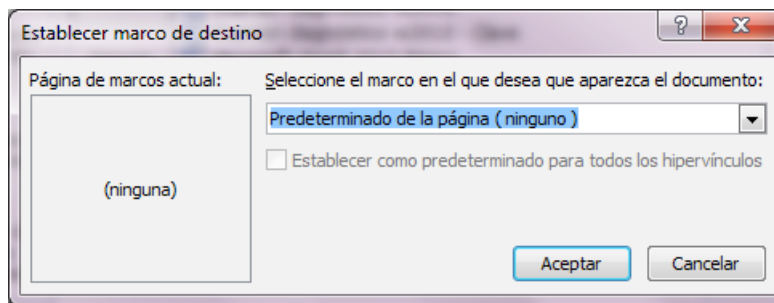 Establecer marco de destino
Página de marcos actual:
(ninguna)
Seleccione el marco en el que desea que aparezca el documento:
Predeterminado de la página ( ninguno )
Establecer como predeterminado para todos los hipervínculos
Aceptar
Cancelar